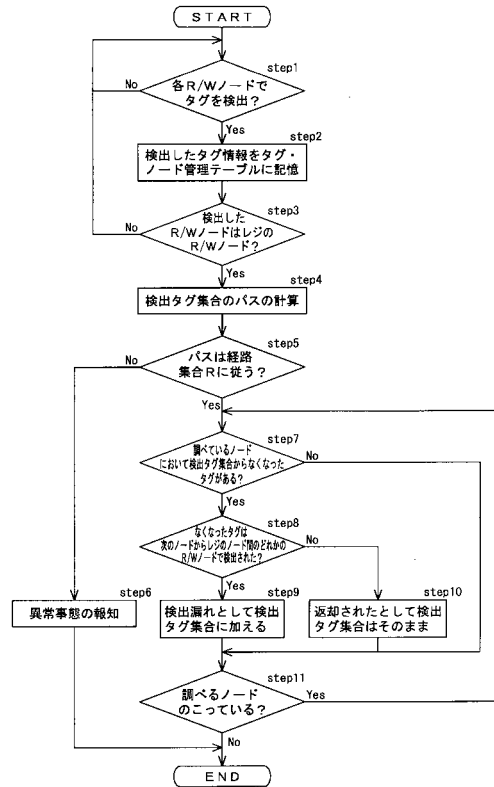 START
step1
No
各R/Wノードで
タグを検出？
Yes
step2
検出したタグ情報をタグ・
ノード管理テーブルに記憶
step3
検出した
R/Wノードはレジの
R/Wノード？
No
Yes
step4
検出タグ集合のパスの計算
step5
No
パスは経路
集合Rに従う？
Yes
step7
調べているノード
において検出タグ集合からなくなった
タグがある？
No
Yes
step8
なくなったタグは
次のノードからレジのノード間のどれかの
R/Wノードで検出された？
No
Yes
step6
異常事態の報知
step9
検出漏れとして検出
タグ集合に加える
step10
返却されたとして検出
タグ集合はそのまま
step11
調べるノード
のこっている？
Yes
No
END